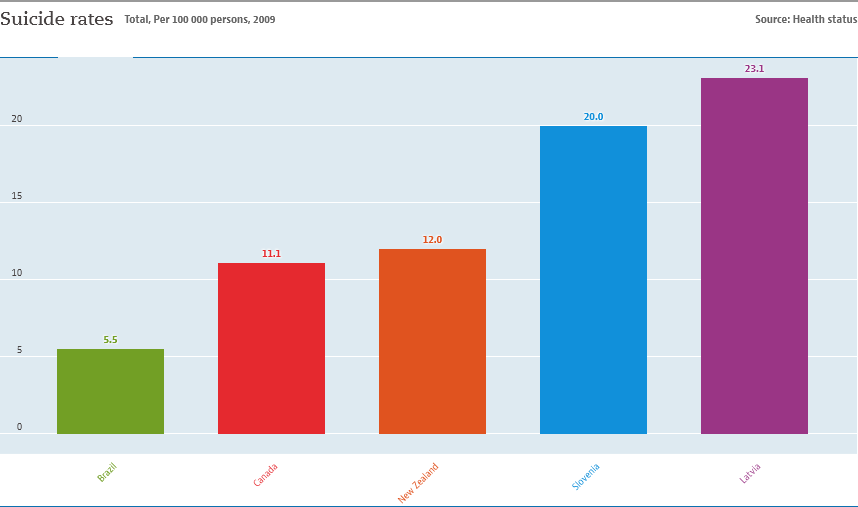 Suicide rates Total, Per 100 000 persons, 2009
Source: Health status
23.1
20.0
20
15
12.0
11.1
10
5.5
5
0
Brazil
Canada
New Zealand
Slovenia
Latvia